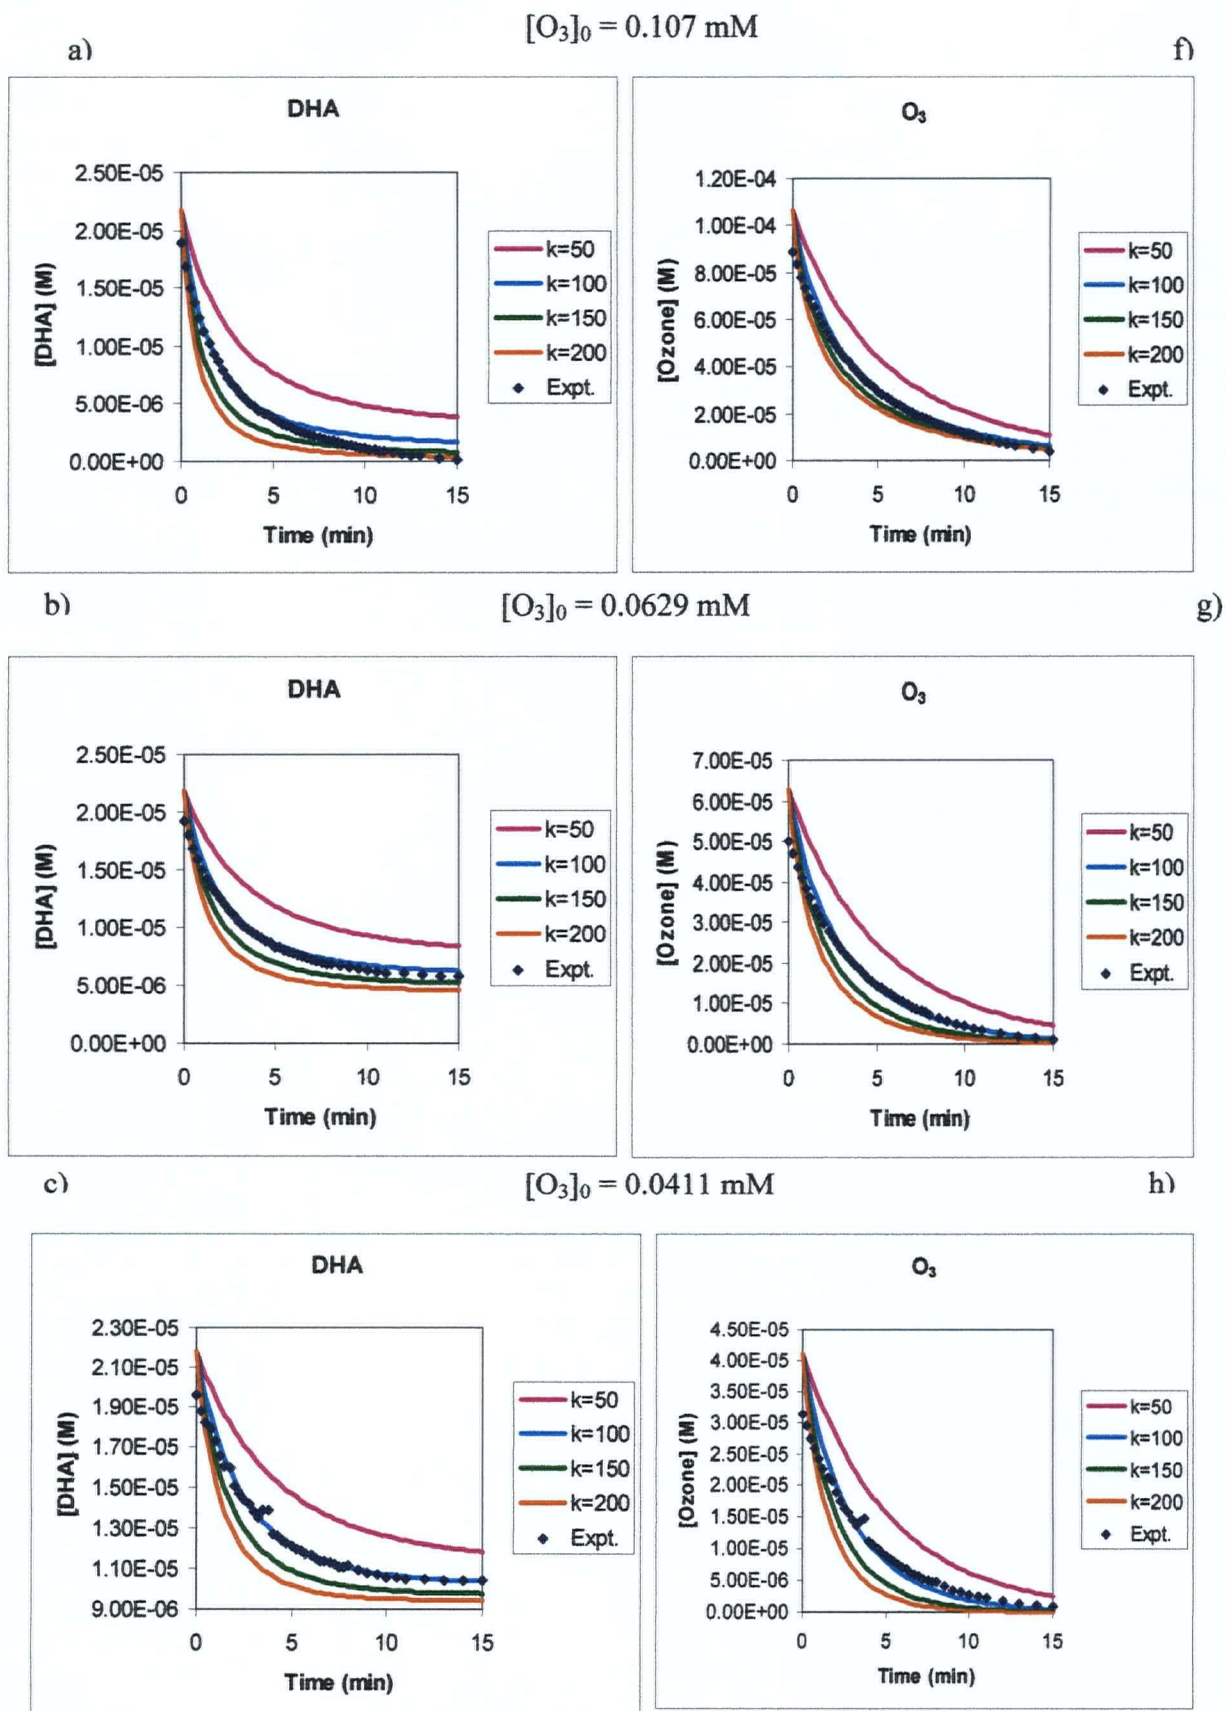 [O₃]₀ = 0.107 mM
a)
f)
DHA
2.50E-05
2.00E-05
1.50E-05
1.00E-05
5.00E-06
0.00E+00
[DHA] (M)
0 5 10 15
Time (min)
k=50
k=100
k=150
k=200
Expt.
O₃
1.20E-04
1.00E-04
8.00E-05
6.00E-05
4.00E-05
2.00E-05
0.00E+00
[Ozone] (M)
0 5 10 15
Time (min)
k=50
k=100
k=150
k=200
Expt.
b)
[O₃]₀ = 0.0629 mM
g)
DHA
2.50E-05
2.00E-05
1.50E-05
1.00E-05
5.00E-06
0.00E+00
[DHA] (M)
0 5 10 15
Time (min)
k=50
k=100
k=150
k=200
Expt.
O₃
7.00E-05
6.00E-05
5.00E-05
4.00E-05
3.00E-05
2.00E-05
1.00E-05
0.00E+00
[Ozone] (M)
0 5 10 15
Time (min)
k=50
k=100
k=150
k=200
Expt.
c)
[O₃]₀ = 0.0411 mM
h)
DHA
2.30E-05
2.10E-05
1.90E-05
1.70E-05
1.50E-05
1.30E-05
1.10E-05
9.00E-06
[DHA] (M)
0 5 10 15
Time (min)
k=50
k=100
k=150
k=200
Expt.
O₃
4.50E-05
4.00E-05
3.50E-05
3.00E-05
2.50E-05
2.00E-05
1.50E-05
1.00E-05
5.00E-06
0.00E+00
[Ozone] (M)
0 5 10 15
Time (min)
k=50
k=100
k=150
k=200
Expt.